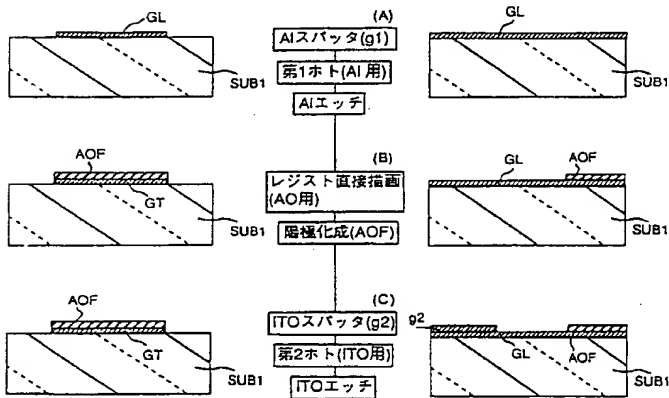 (A)
GL
Alスパッタ(g1)
GL
第1ホト(Al用)
SUB1
Alエッチ
SUB1
(B)
AOF
GL
AOF
レジスト直接描画
(AO用)
GT
SUB1
陽極化成(AOF)
SUB1
(C)
AOF
ITOスパッタ(g2)
g2
第2ホト(ITO用)
GT
GL
AOF
SUB1
ITOエッチ
SUB1